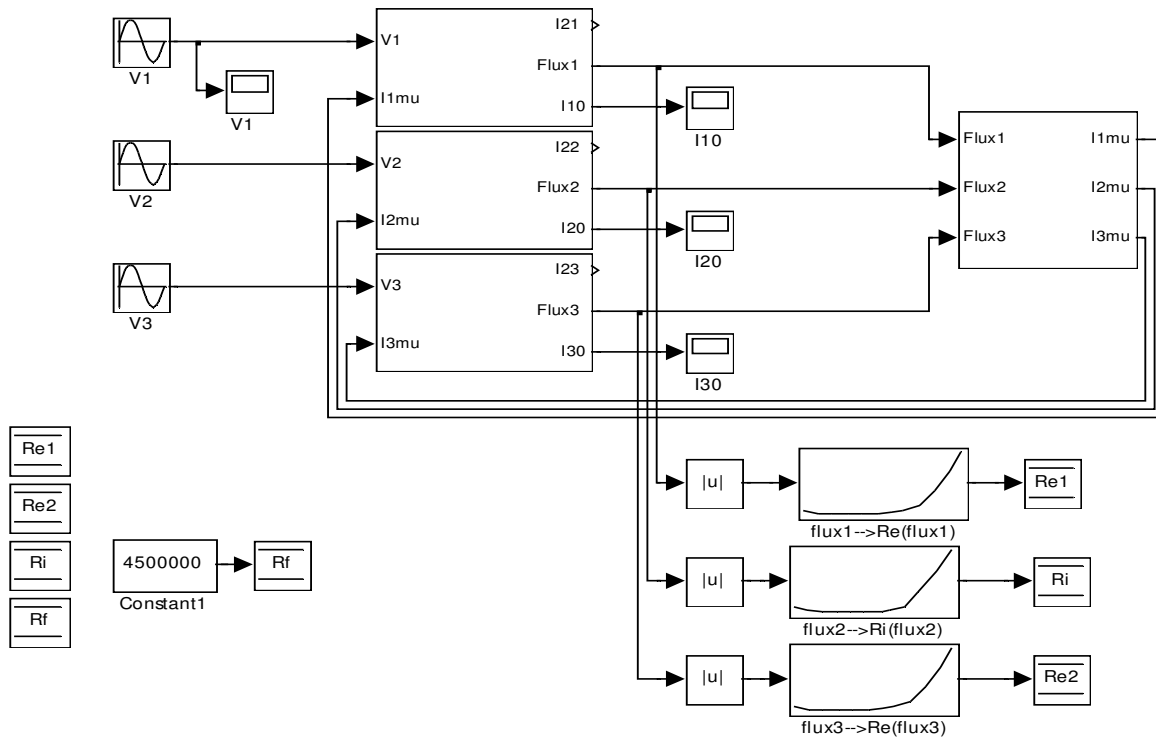 V1
V1
V2
V3
V1
I1mu
I21
Flux1
I10
V2
I2mu
I22
Flux2
I20
V3
I3mu
I23
Flux3
I30
I10
I20
I30
Flux1
Flux2
Flux3
I1mu
I2mu
I3mu
Re1
Re2
Ri
Rf
4500000
Constant1
Rf
|u|
flux1-->Re(flux1)
Re1
|u|
flux2-->Ri(flux2)
Ri
|u|
flux3-->Re(flux3)
Re2